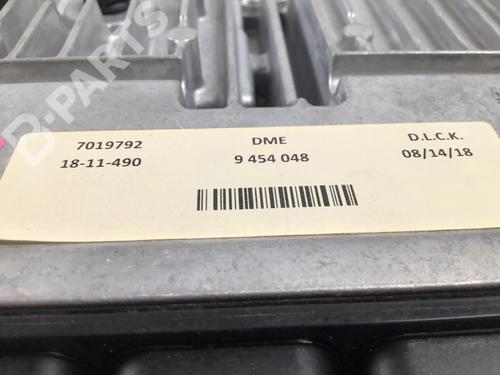 7019792 DME D.L.C.K.
18-11-490 9 454 048 08/14/18
D-PARTS